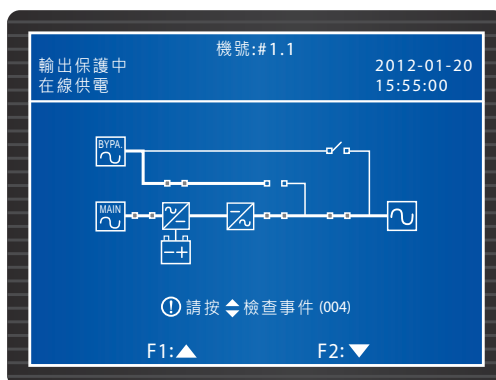 機號:#1.1
輸出保護中
2012-01-20
在線供電
15:55:00
BYPA.
MAIN
請按 檢查事件 (004)
F1: F2: